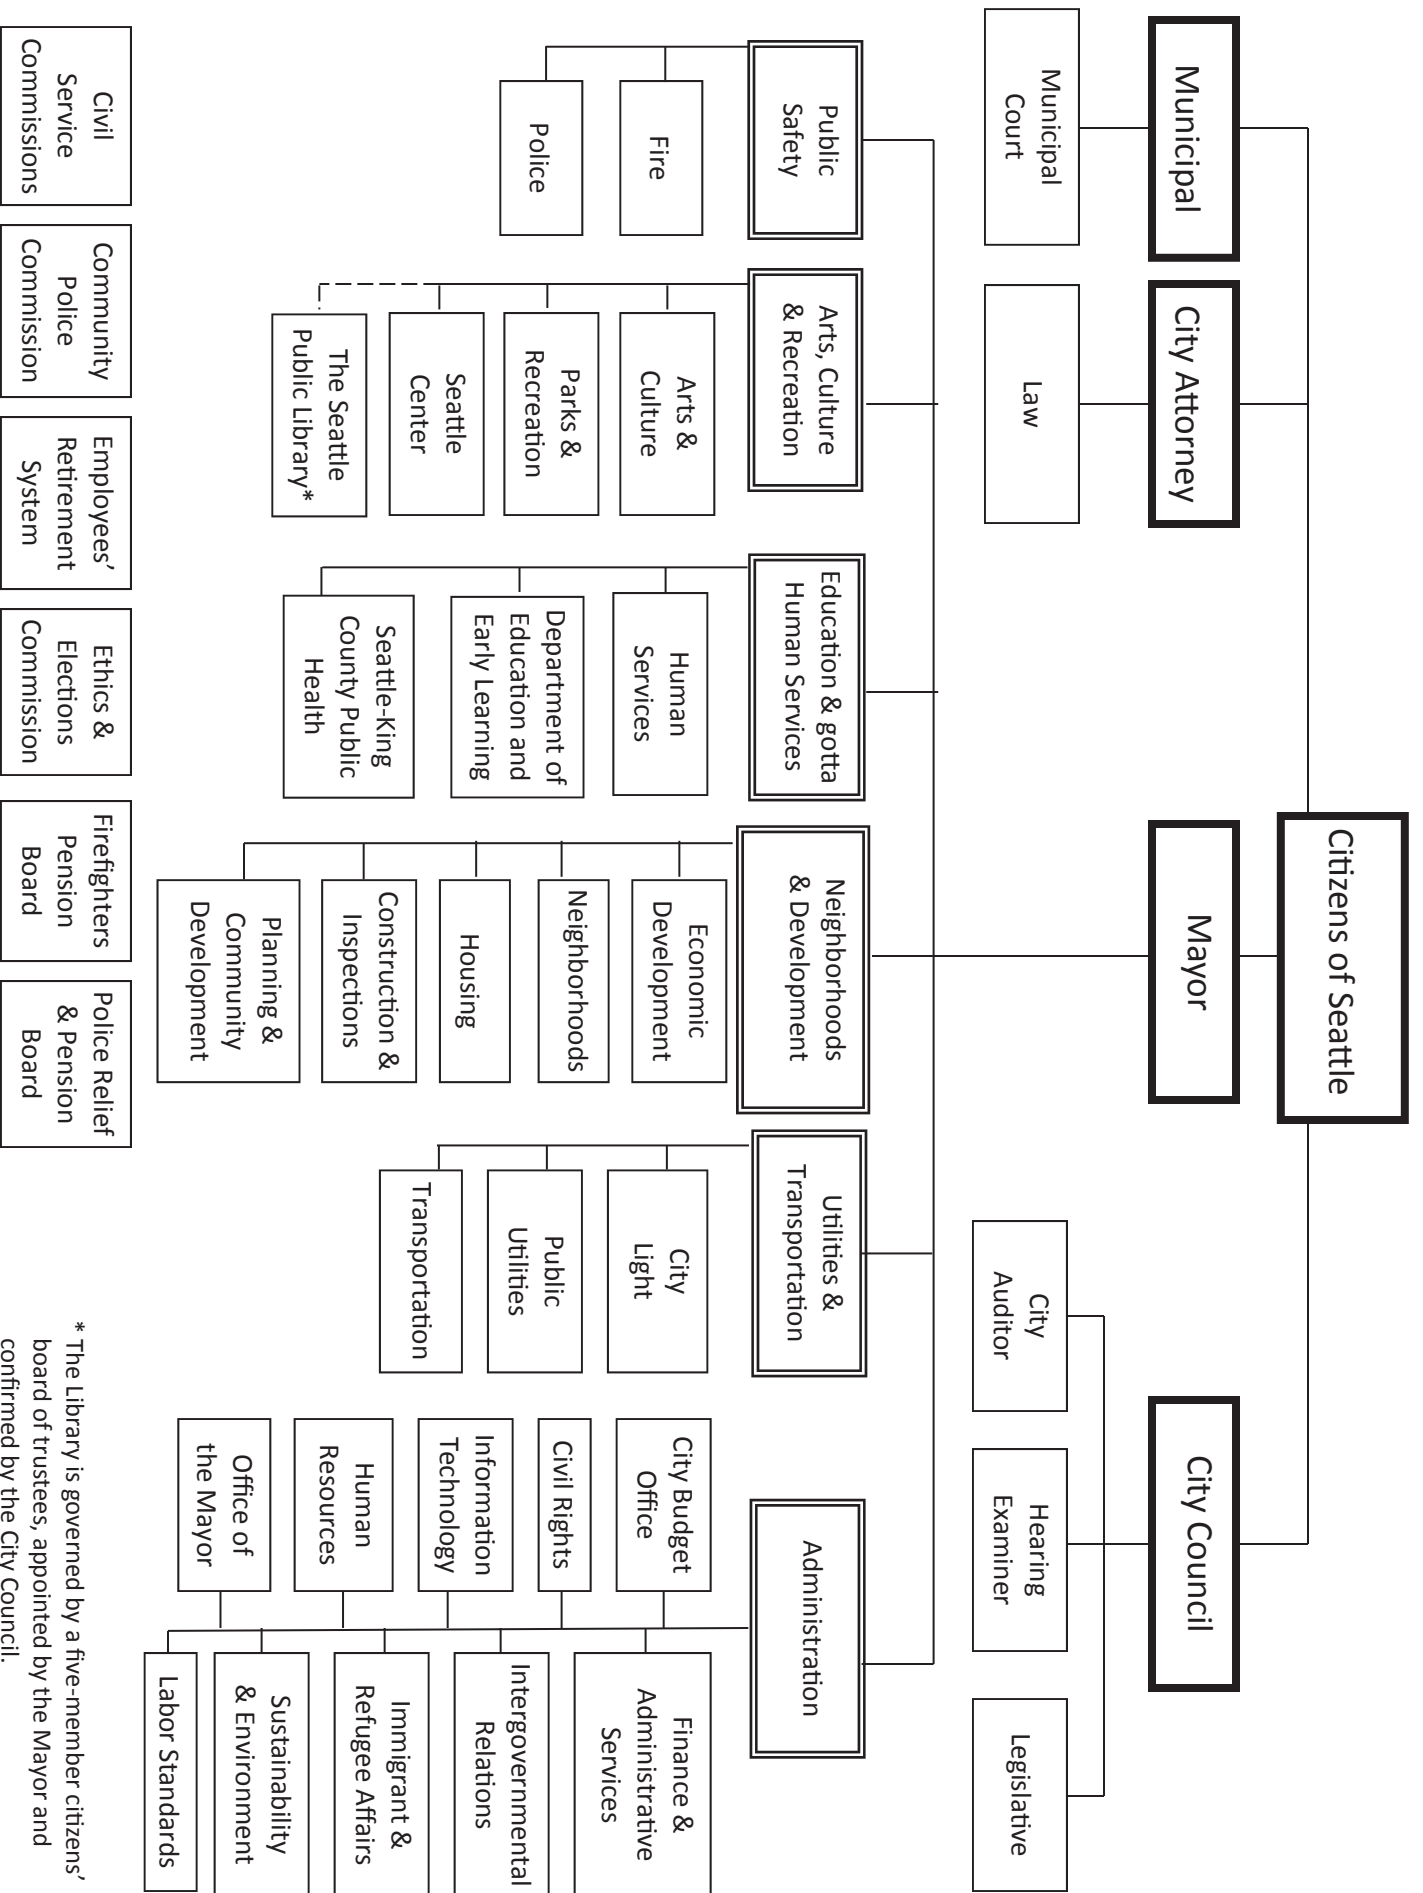 Citizens of Seattle
Municipal
City Attorney
Mayor
City Council
Municipal
Court
Law
City
Auditor
Hearing
Examiner
Legislative
Public
Safety
Arts, Culture
& Recreation
Education & gotta
Human Services
Neighborhoods
& Development
Utilities &
Transportation
Administration
Fire
Police
Arts &
Culture
Parks &
Recreation
Seattle
Center
The Seattle
Public Library*
Human
Services
Department of
Education and
Early Learning
Seattle-King
County Public
Health
Economic
Development
Neighborhoods
Housing
Construction &
Inspections
Planning &
Community
Development
City
Light
Public
Utilities
Transportation
City Budget
Office
Civil Rights
Information
Technology
Human
Resources
Office of
the Mayor
Finance &
Administrative
Services
Intergovernmental
Relations
Immigrant &
Refugee Affairs
Sustainability
& Environment
Labor Standards
Civil
Service
Commissions
Community
Police
Commission
Employees’
Retirement
System
Ethics &
Elections
Commission
Firefighters
Pension
Board
Police Relief
& Pension
Board
* The Library is governed by a five-member citizens’
board of trustees, appointed by the Mayor and
confirmed by the City Council.